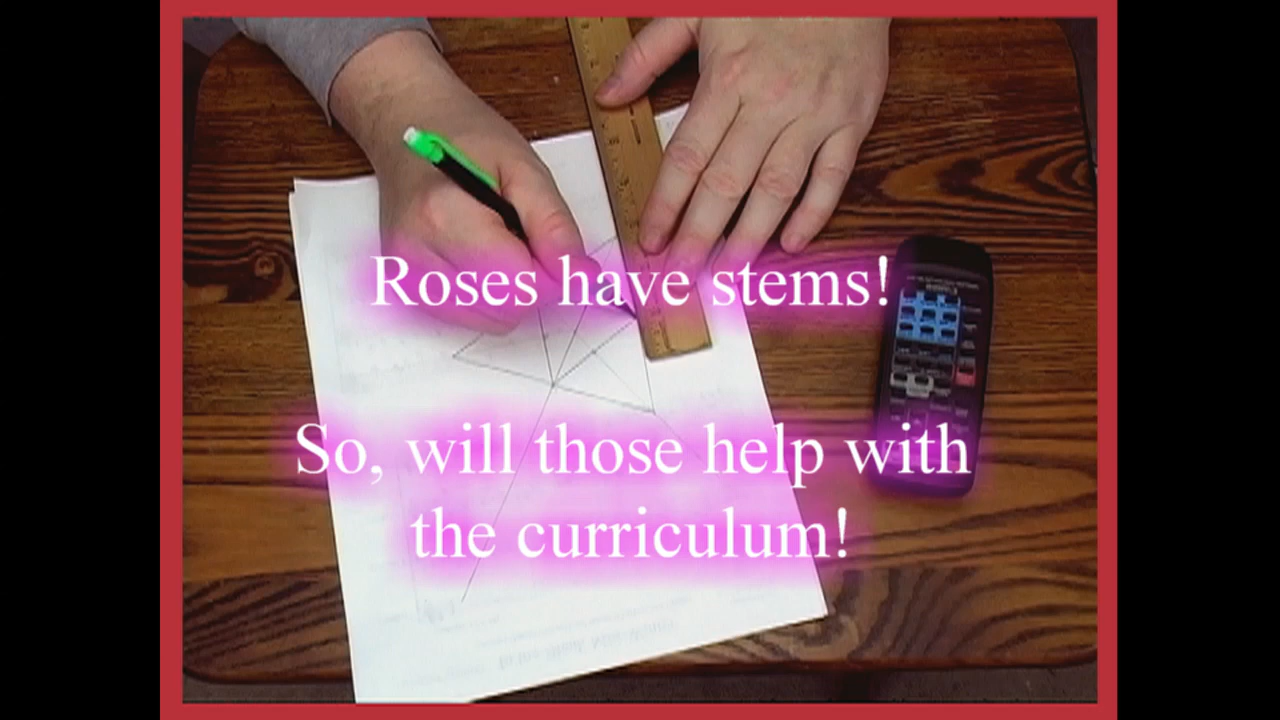 Roses have stems!
So, will those help with
the curriculum!